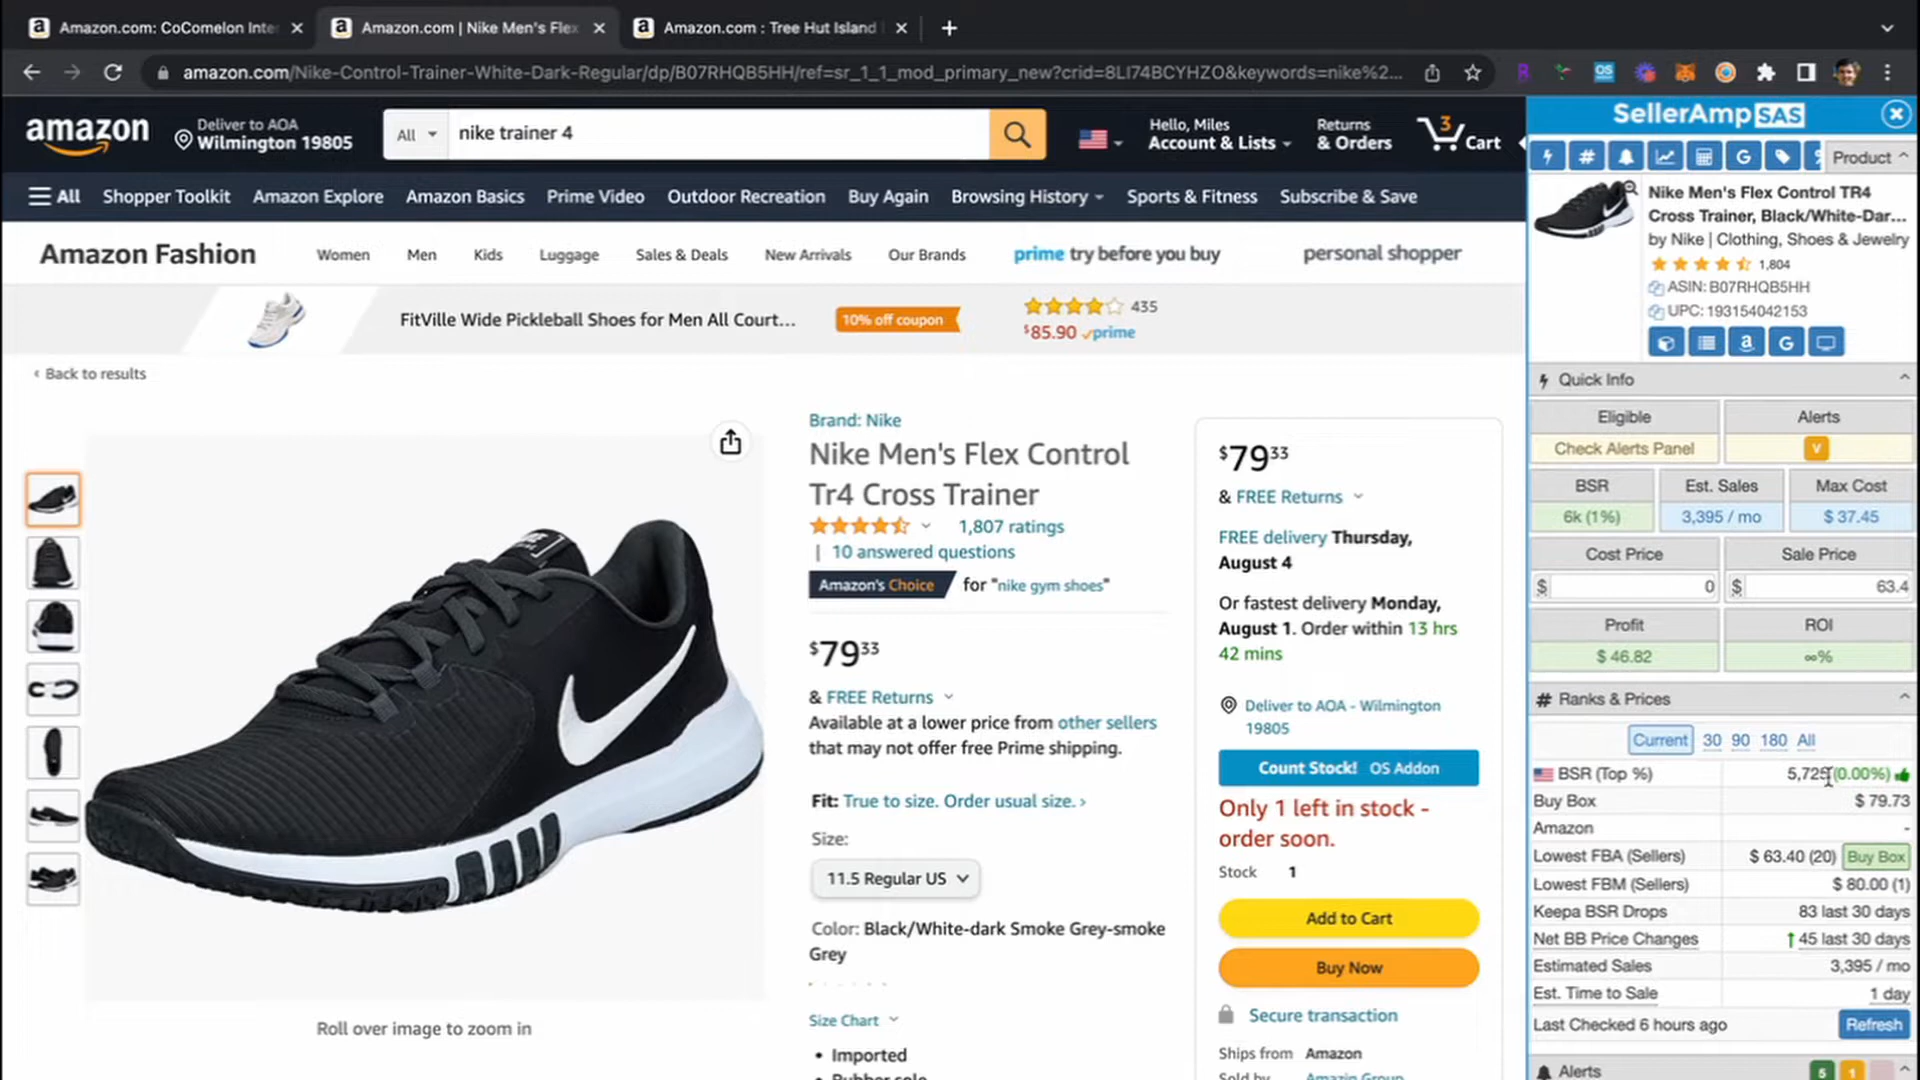 Amazon.com: CoComelon Inte
Amazon.com | Nike Men's Flex
Amazon.com : Tree Hut Island
amazon.com/Nike-Control-Trainer-White-Dark-Regular/dp/B07RHQB5HH/ref=sr_1_1_mod_primary_new?crid=8LI74BCYHZO&keywords=nike%2...
amazon
Deliver to AOA
Wilmington 19805
All
nike trainer 4
Hello, Miles
Account & Lists
Returns
& Orders
3
Cart
All
Shopper Toolkit
Amazon Explore
Amazon Basics
Prime Video
Outdoor Recreation
Buy Again
Browsing History
Sports & Fitness
Subscribe & Save
Amazon Fashion
Women
Men
Kids
Luggage
Sales & Deals
New Arrivals
Our Brands
prime try before you buy
personal shopper
FitVille Wide Pickleball Shoes for Men All Court...
10% off coupon
435
$85.90 prime
‹ Back to results
Roll over image to zoom in
Brand: Nike
Nike Men's Flex Control
Tr4 Cross Trainer
1,807 ratings
| 10 answered questions
Amazon's Choice for "nike gym shoes"
$79 33
& FREE Returns
Available at a lower price from other sellers
that may not offer free Prime shipping.
Fit: True to size. Order usual size. ›
Size:
11.5 Regular US
Color: Black/White-dark Smoke Grey-smoke
Grey
Size Chart
• Imported
• Rubber sole
$79 33
& FREE Returns
FREE delivery Thursday,
August 4
Or fastest delivery Monday,
August 1. Order within 13 hrs
42 mins
Deliver to AOA - Wilmington
19805
Count Stock! OS Addon
Only 1 left in stock -
order soon.
Stock 1
Add to Cart
Buy Now
Secure transaction
Ships from Amazon
Sold by Amazin Group
SellerAmp SAS
Product
Nike Men's Flex Control TR4
Cross Trainer, Black/White-Dar...
by Nike | Clothing, Shoes & Jewelry
1,804
ASIN: B07RHQB5HH
UPC: 193154042153
Quick Info
Eligible
Alerts
Check Alerts Panel
V
BSR
Est. Sales
Max Cost
6k (1%)
3,395 / mo
$ 37.45
Cost Price
Sale Price
$ 0
$ 63.4
Profit
ROI
$ 46.82
∞%
# Ranks & Prices
Current 30 90 180 All
BSR (Top %) 5,725 (0.00%)
Buy Box $ 79.73
Amazon -
Lowest FBA (Sellers) $ 63.40 (20) Buy Box
Lowest FBM (Sellers) $ 80.00 (1)
Keepa BSR Drops 83 last 30 days
Net BB Price Changes ↑ 45 last 30 days
Estimated Sales 3,395 / mo
Est. Time to Sale 1 day
Last Checked 6 hours ago Refresh
Alerts 5 1